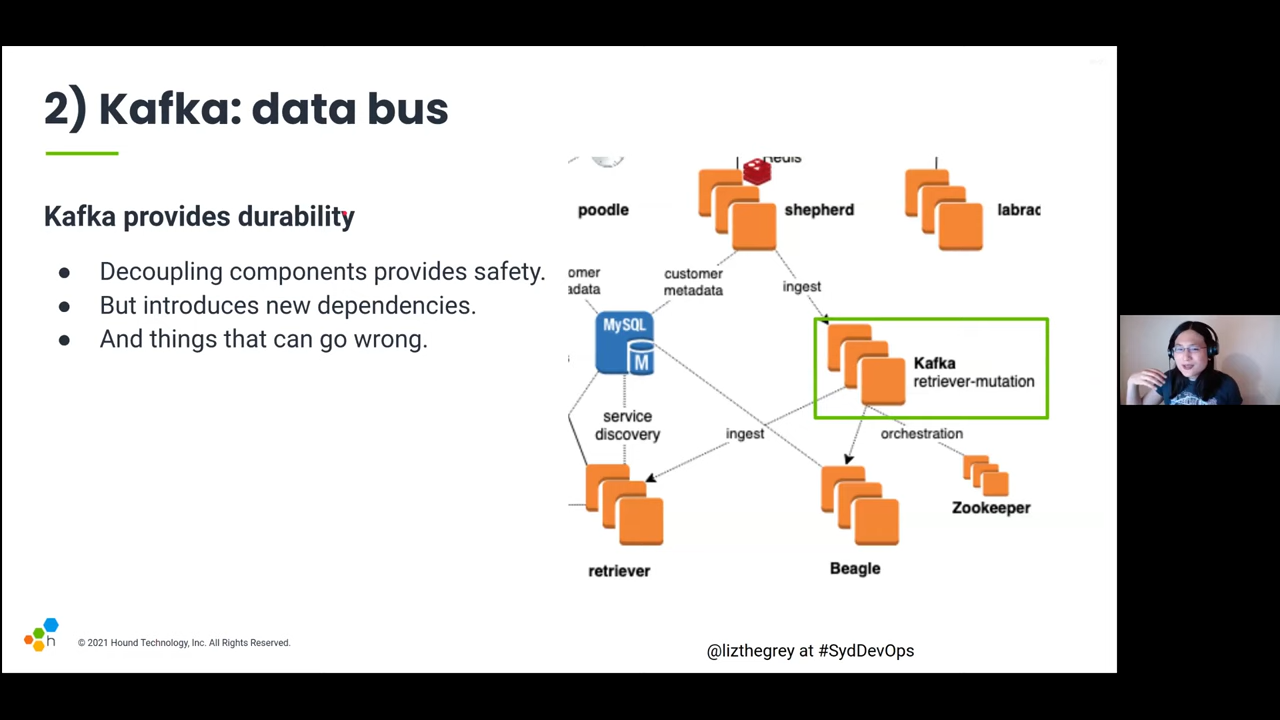 2) Kafka: data bus
Kafka provides durability
● Decoupling components provides safety.
● But introduces new dependencies.
● And things that can go wrong.
Redis
poodle
shepherd
labrac
omer
adata
customer
metadata
ingest
MySQL
M
Kafka
retriever-mutation
service
discovery
ingest
orchestration
Zookeeper
retriever
Beagle
h
© 2021 Hound Technology, Inc. All Rights Reserved.
@lizthegrey at #SydDevOps